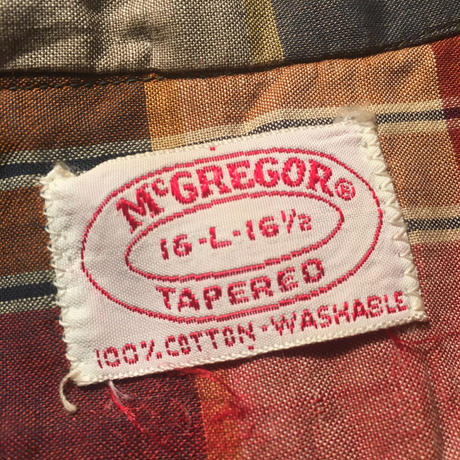 McGREGOR®
16-L-16½
TAPERED
100% COTTON-WASHABLE